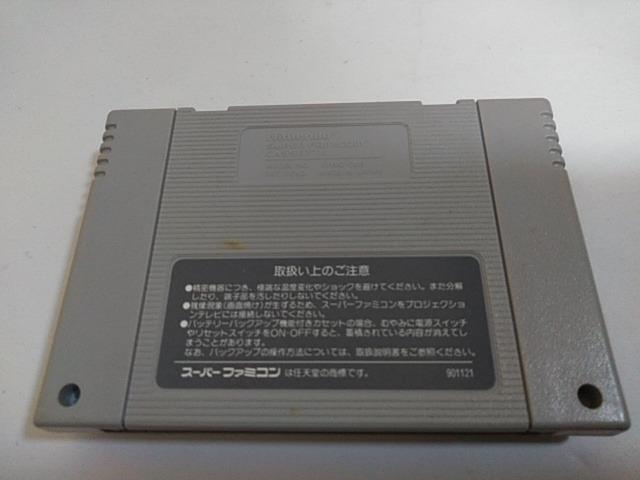 Nintendo
SUPER FAMICOM
CASSETTE
取扱い上のご注意
●精密機器につき、極端な温度変化やショックを避けてください。また分解
したり、端子部を汚したりしないでください。
●残像現象(画面焼け)が生ずるため、スーパーファミコンをプロジェクショ
ンテレビには接続しないでください。
●バッテリーバックアップ機能付きカセットの場合、むやみに電源スイッチ
やリセットスイッチをON・OFFすると、蓄積されている内容が消えてし
まうことがあります。
なお、バックアップの操作方法については、取扱説明書をご参照ください。
スーパーファミコンは任天堂の商標です。 901121